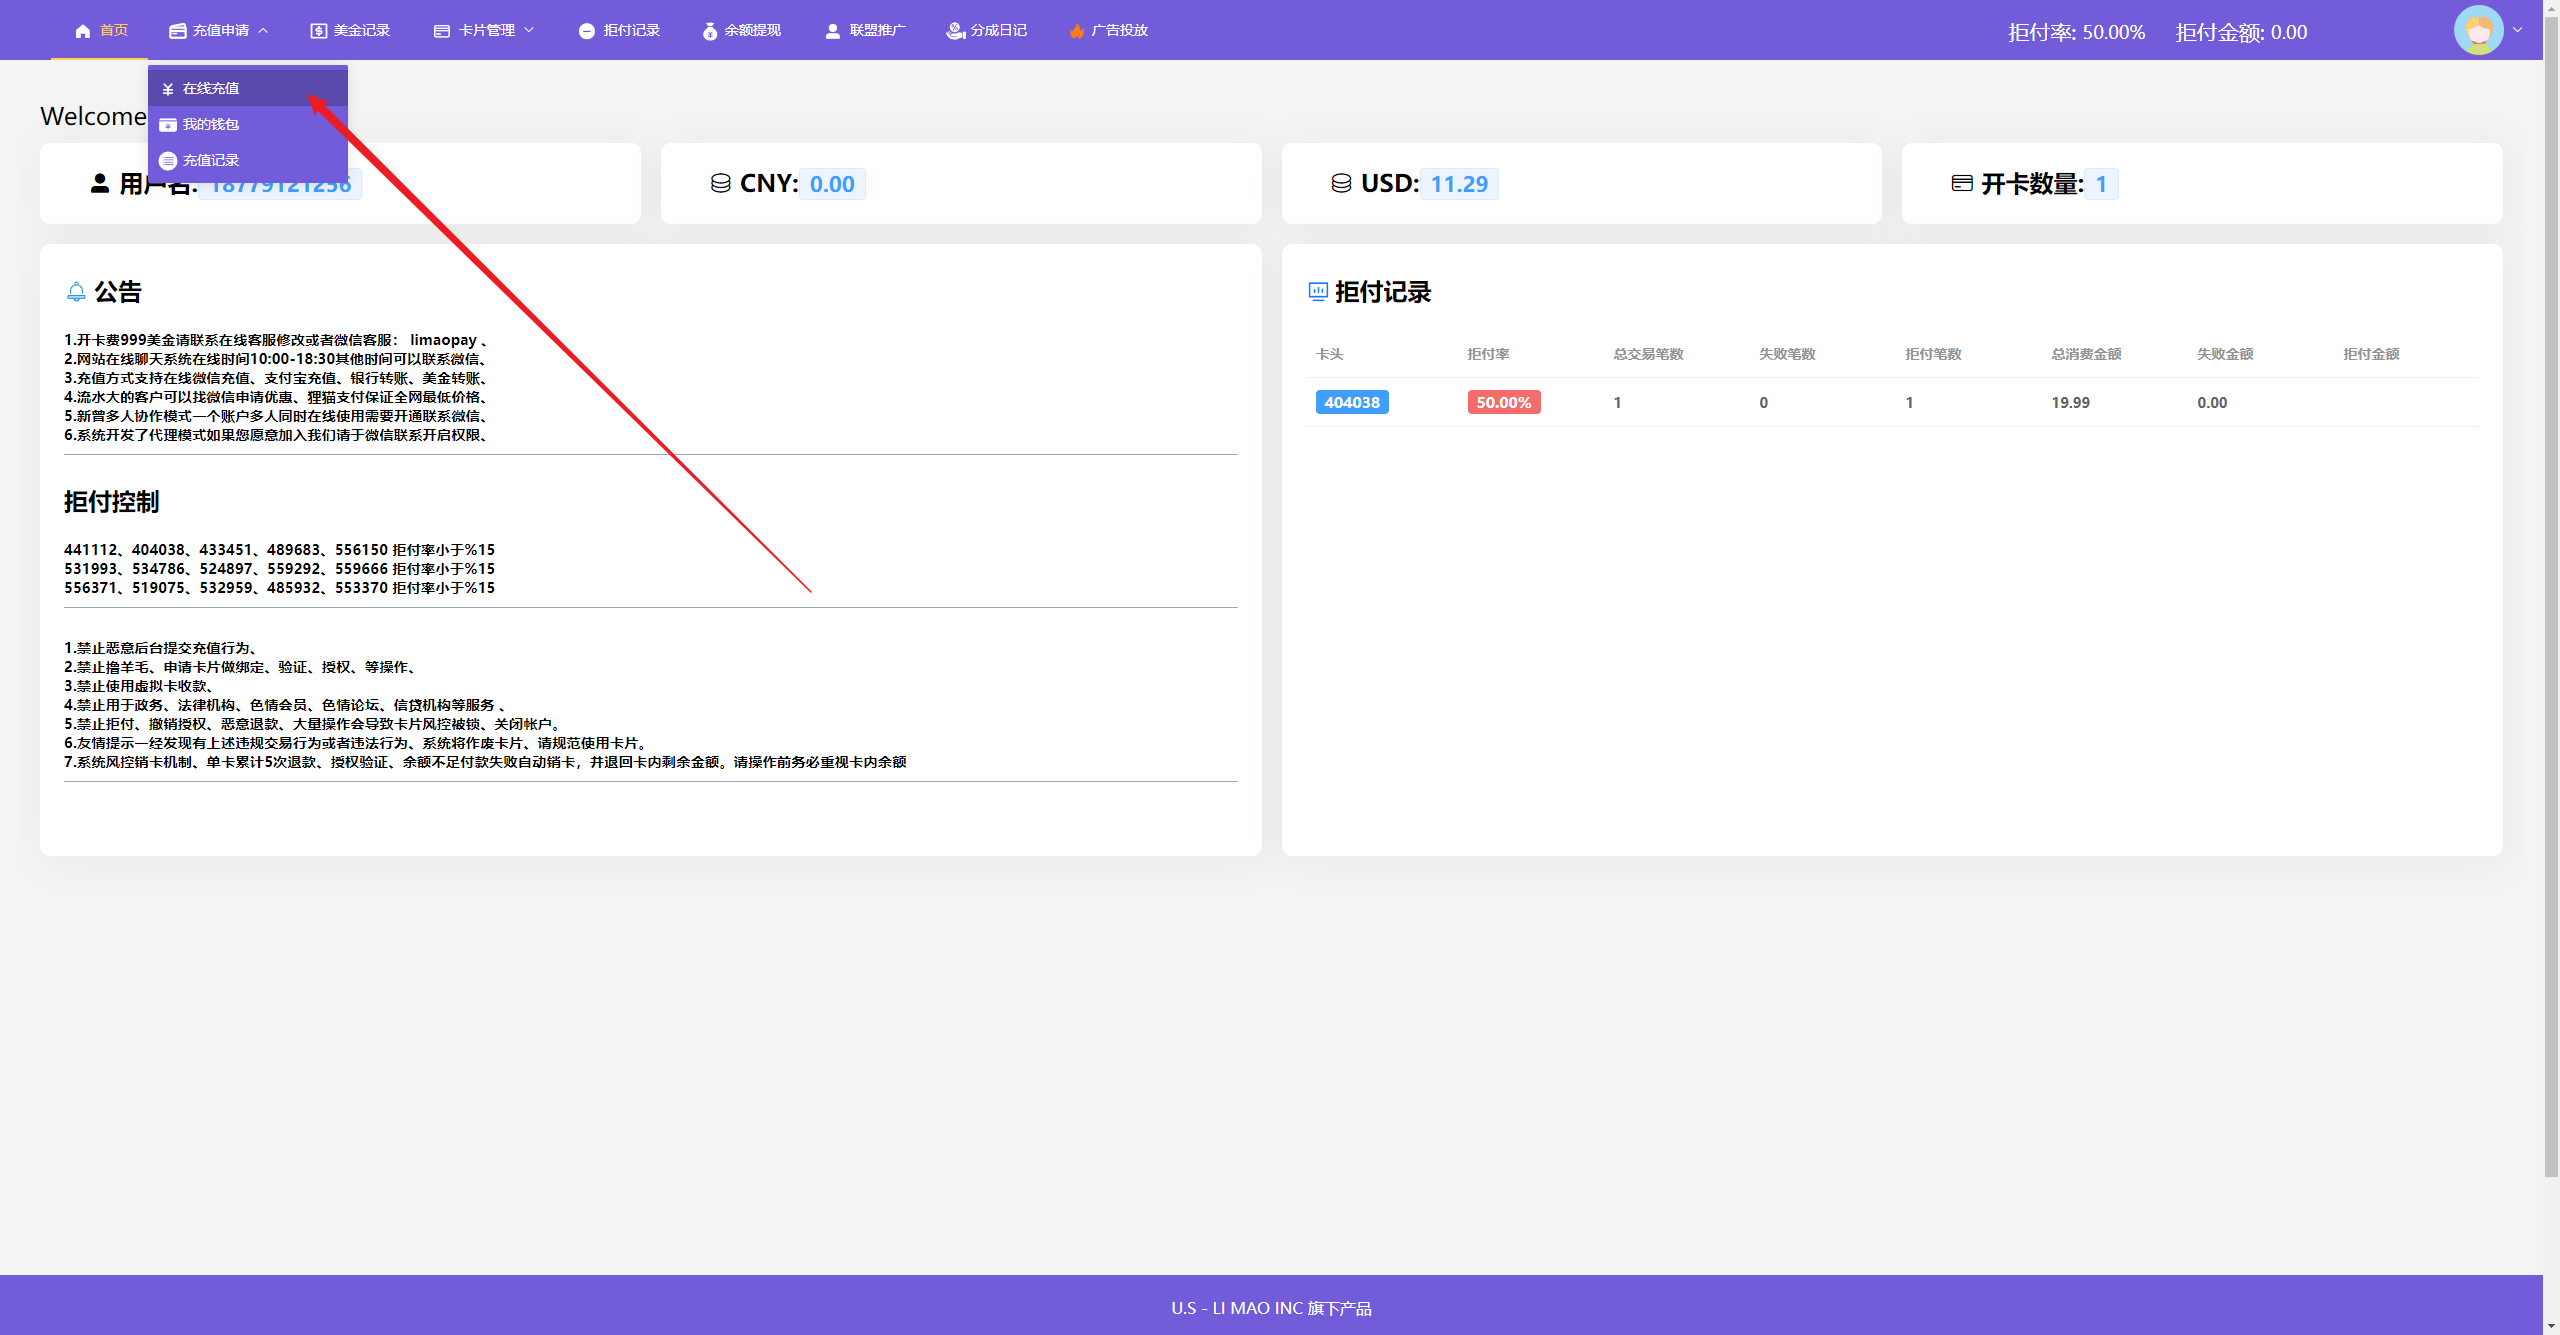 首页 充值申请 美金记录 卡片管理 拒付记录 余额提现 联盟推广 分成日记 广告投放 拒付率: 50.00% 拒付金额: 0.00
在线充值
我的钱包
充值记录
Welcome
用户名: CNY: 0.00 USD: 11.29 开卡数量: 1
公告
1.开卡费999美金请联系在线客服修改或者微信客服： limaopay 、
2.网站在线聊天系统在线时间10:00-18:30其他时间可以联系微信、
3.充值方式支持在线微信充值、支付宝充值、银行转账、美金转账、
4.流水大的客户可以找微信申请优惠、狸猫支付保证全网最低价格、
5.新曾多人协作模式一个账户多人同时在线使用需要开通联系微信、
6.系统开发了代理模式如果您愿意加入我们请于微信联系开启权限、
拒付控制
441112、404038、433451、489683、556150 拒付率小于%15
531993、534786、524897、559292、559666 拒付率小于%15
556371、519075、532959、485932、553370 拒付率小于%15
1.禁止恶意后台提交充值行为、
2.禁止撸羊毛、申请卡片做绑定、验证、授权、等操作、
3.禁止使用虚拟卡收款、
4.禁止用于政务、法律机构、色情会员、色情论坛、信贷机构等服务 、
5.禁止拒付、撤销授权、恶意退款、大量操作会导致卡片风控被锁、关闭帐户。
6.友情提示一经发现有上述违规交易行为或者违法行为、系统将作废卡片、请规范使用卡片。
7.系统风控销卡机制、单卡累计5次退款、授权验证、余额不足付款失败自动销卡，并退回卡内剩余金额。请操作前务必重视卡内余额
拒付记录
卡头 拒付率 总交易笔数 失败笔数 拒付笔数 总消费金额 失败金额 拒付金额
404038 50.00% 1 0 1 19.99 0.00
U.S - LI MAO INC 旗下产品